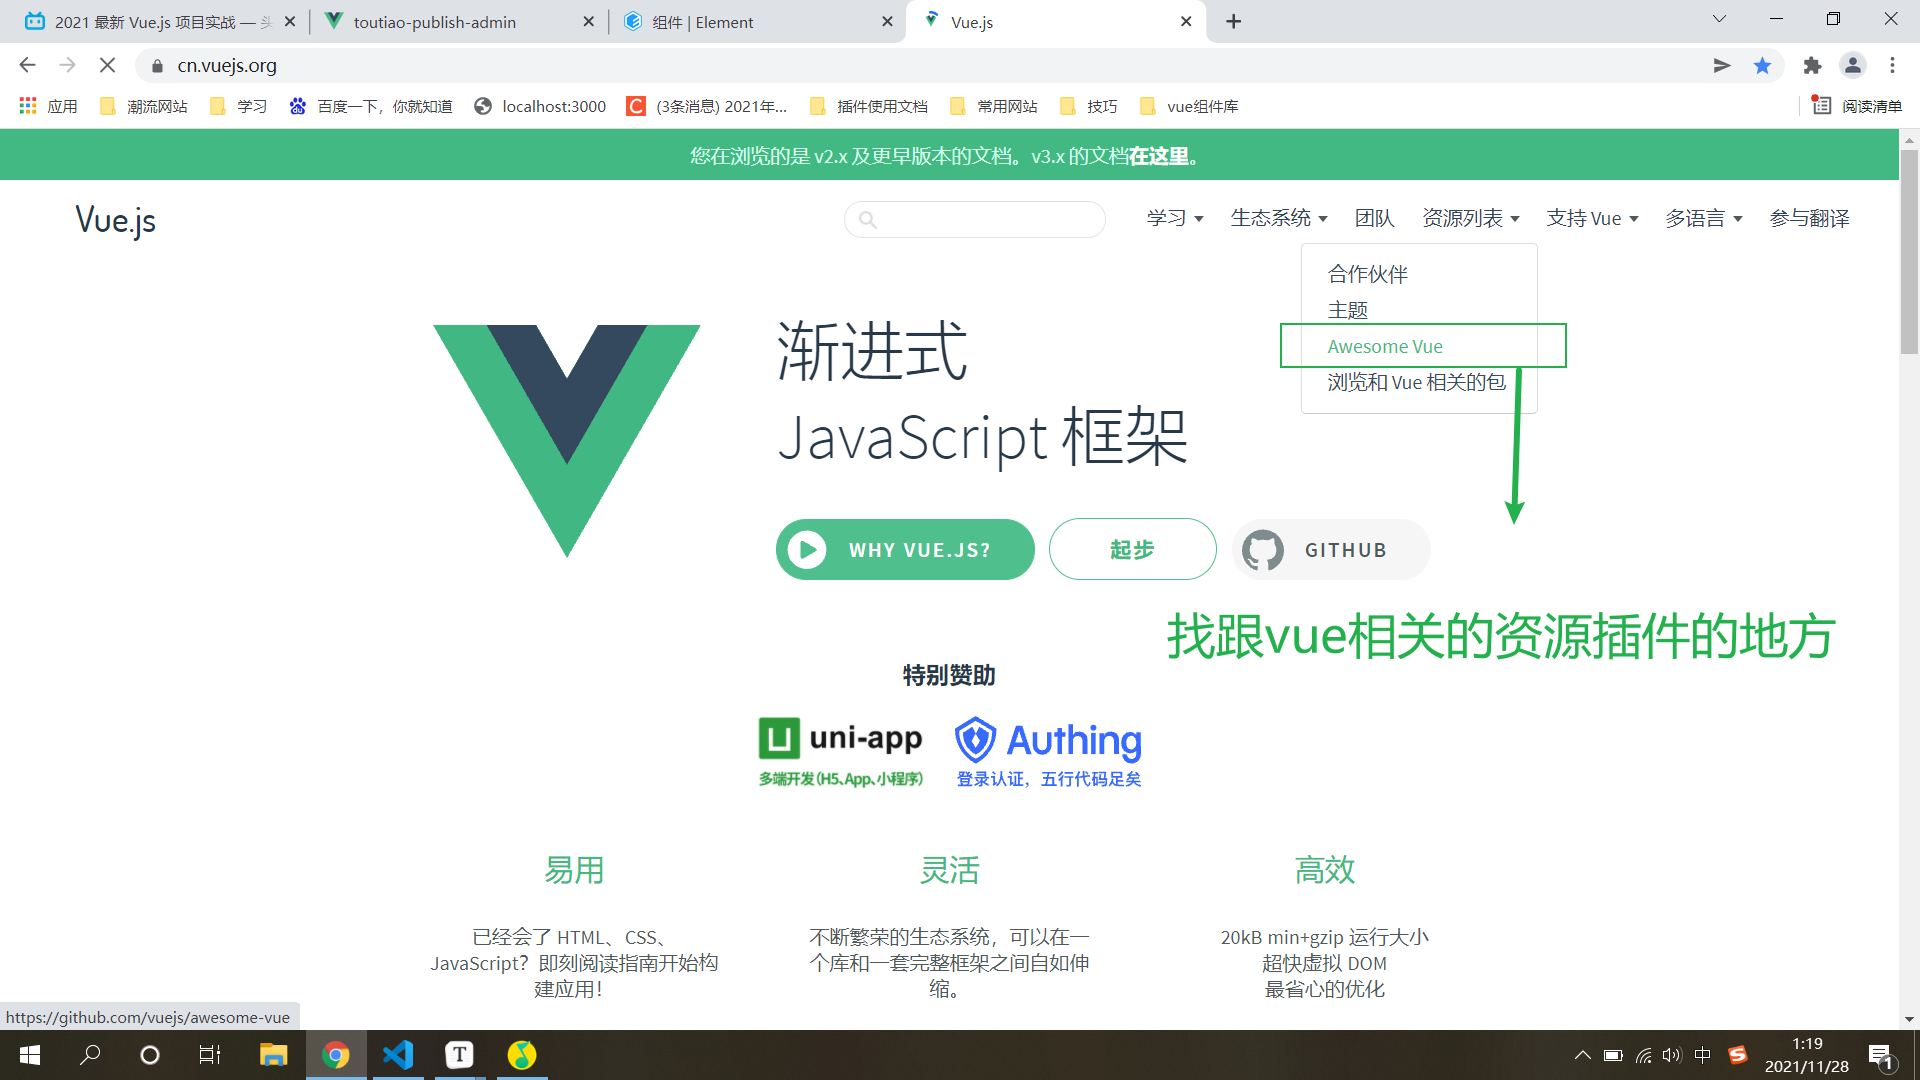 2021 最新 Vue.js 项目实战 — 头
toutiao-publish-admin
组件 | Element
Vue.js
cn.vuejs.org
应用
潮流网站
学习
百度一下，你就知道
localhost:3000
(3条消息) 2021年...
插件使用文档
常用网站
技巧
vue组件库
阅读清单
您在浏览的是 v2.x 及更早版本的文档。v3.x 的文档在这里。
Vue.js
学习
生态系统
团队
资源列表
支持 Vue
多语言
参与翻译
合作伙伴
主题
Awesome Vue
浏览和 Vue 相关的包
渐进式
JavaScript 框架
WHY VUE.JS?
起步
GITHUB
找跟vue相关的资源插件的地方
特别赞助
uni-app
多端开发(H5、App、小程序)
Authing
登录认证，五行代码足矣
易用
已经会了 HTML、CSS、
JavaScript？即刻阅读指南开始构
建应用！
灵活
不断繁荣的生态系统，可以在一
个库和一套完整框架之间自如伸
缩。
高效
20kB min+gzip 运行大小
超快虚拟 DOM
最省心的优化
https://github.com/vuejs/awesome-vue
T
中
1:19
2021/11/28
1